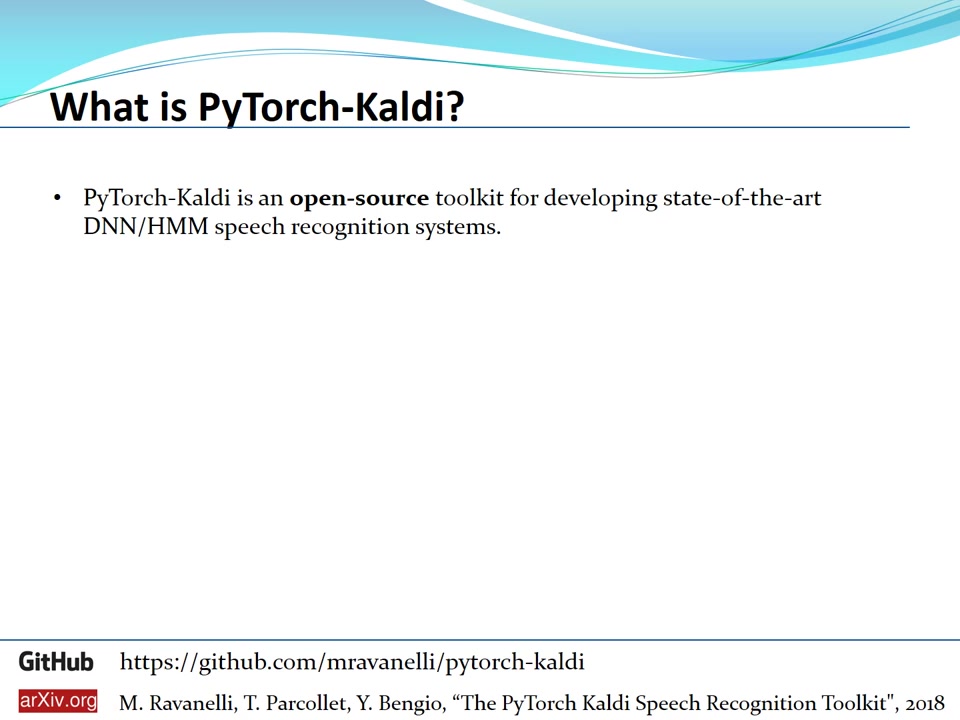 What is PyTorch-Kaldi?
• PyTorch-Kaldi is an open-source toolkit for developing state-of-the-art
DNN/HMM speech recognition systems.
GitHub https://github.com/mravanelli/pytorch-kaldi
arXiv.org M. Ravanelli, T. Parcollet, Y. Bengio, “The PyTorch Kaldi Speech Recognition Toolkit", 2018